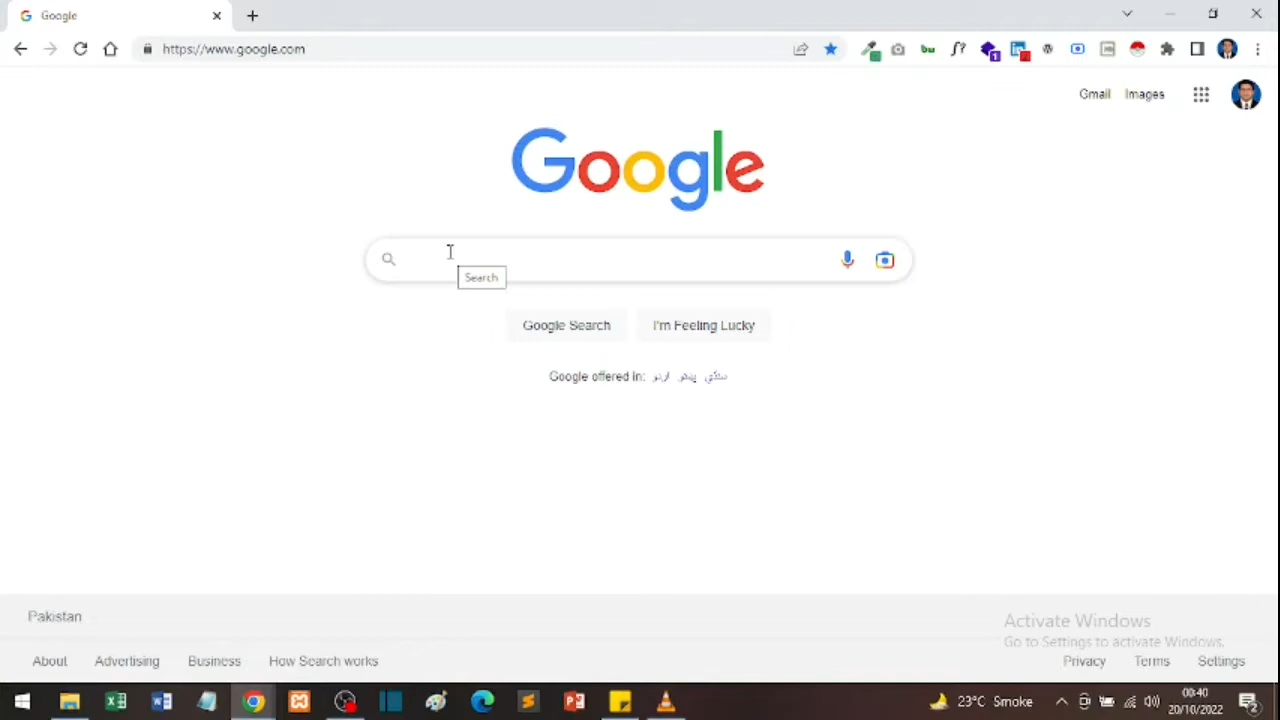 Google
https://www.google.com
Gmail Images
Google
Search
Google Search I'm Feeling Lucky
Google offered in: اردو پښتو سنڌي
Pakistan
Activate Windows
Go to Settings to activate Windows.
About Advertising Business How Search works Privacy Terms Settings
23°C Smoke
00:40
20/10/2022